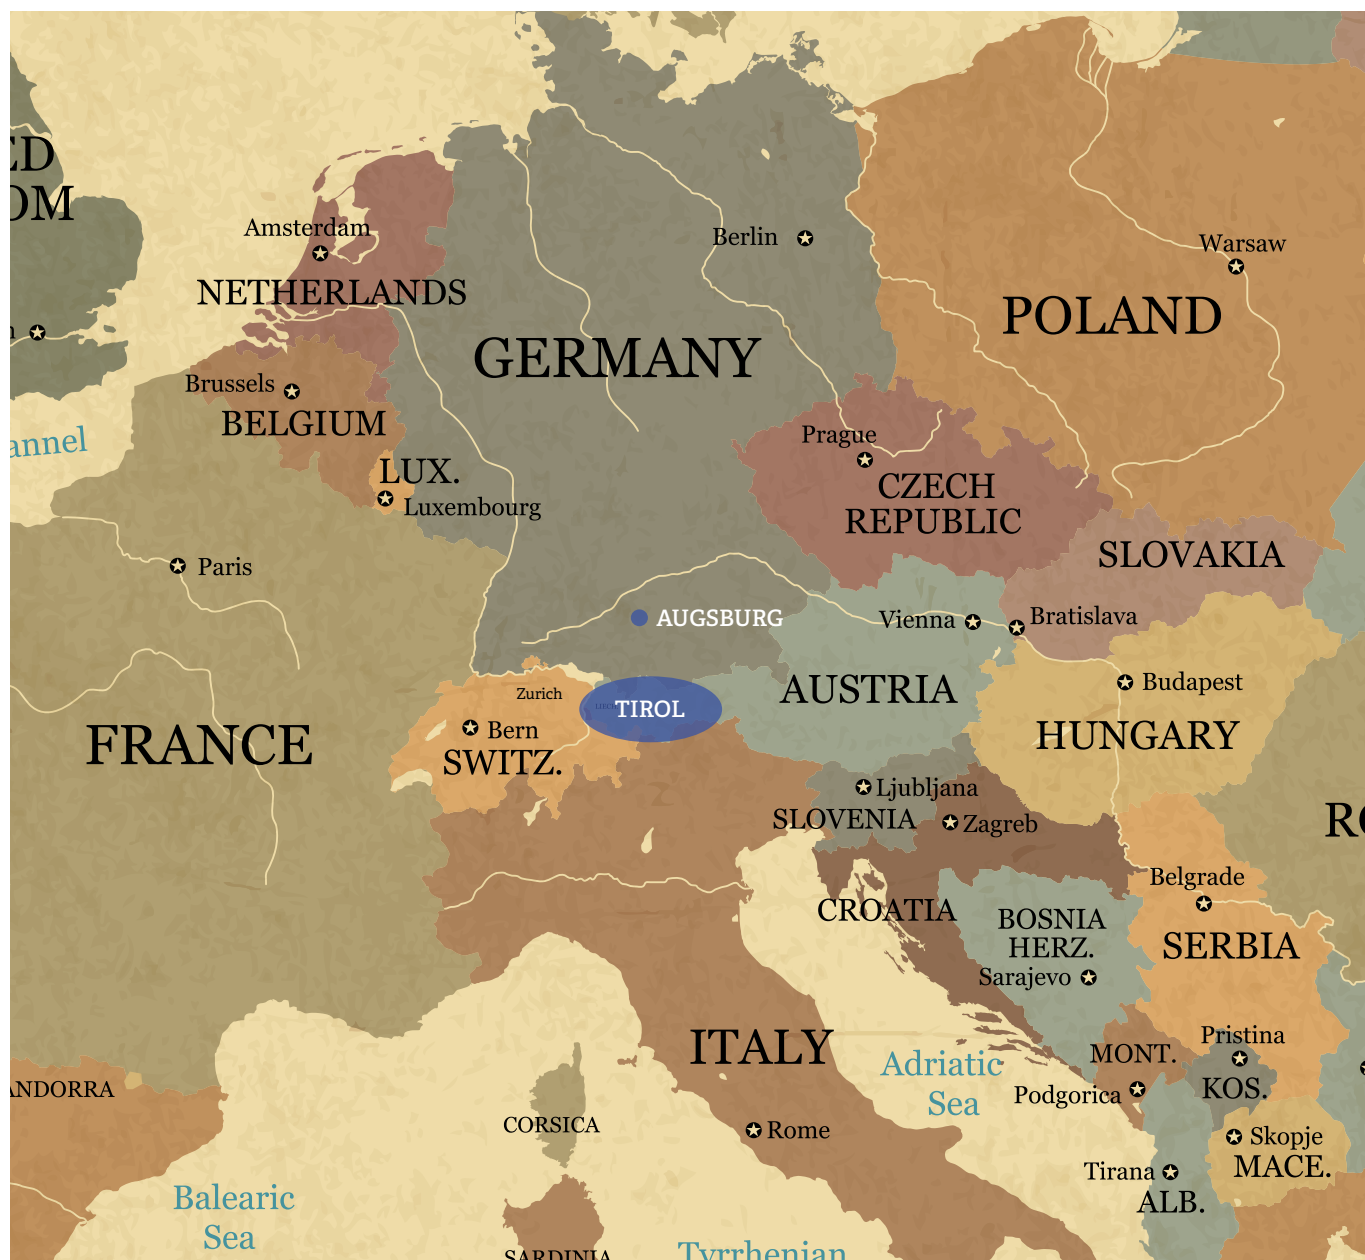 ED
OM
Amsterdam
Berlin
Warsaw
NETHERLANDS
POLAND
GERMANY
Brussels
BELGIUM
annel
Prague
LUX.
CZECH
REPUBLIC
Luxembourg
SLOVAKIA
Paris
AUGSBURG
Vienna
Bratislava
Zurich
TIROL
AUSTRIA
Budapest
FRANCE
Bern
SWITZ.
HUNGARY
Ljubljana
SLOVENIA
Zagreb
Belgrade
CROATIA
BOSNIA
HERZ.
SERBIA
Sarajevo
ITALY
Pristina
MONT.
Adriatic
Sea
ANDORRA
Podgorica
KOS.
CORSICA
Rome
Skopje
MACE.
Tirana
ALB.
Balearic
Sea
SARDINIA
Tyrrhenian